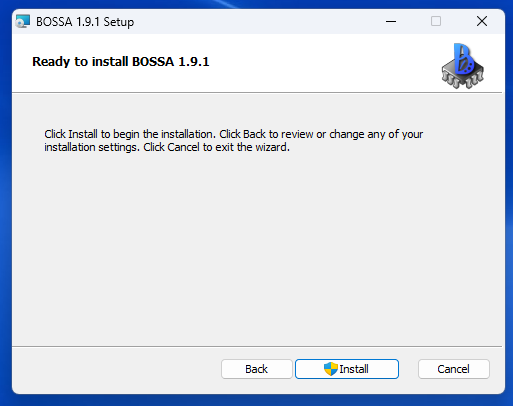 BOSSA 1.9.1 Setup
Ready to install BOSSA 1.9.1
Click Install to begin the installation. Click Back to review or change any of your
installation settings. Click Cancel to exit the wizard.
Back
Install
Cancel